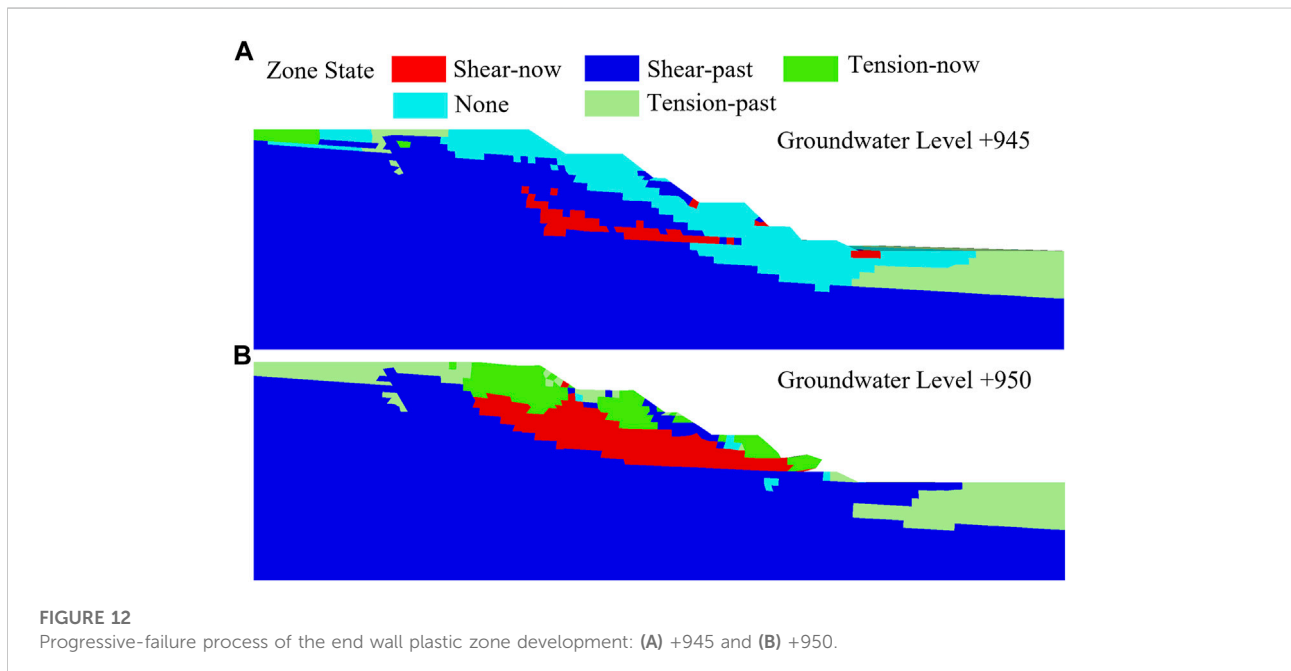 A
Zone State Shear-now Shear-past Tension-now
None Tension-past
Groundwater Level +945
B
Groundwater Level +950
FIGURE 12
Progressive-failure process of the end wall plastic zone development: (A) +945 and (B) +950.